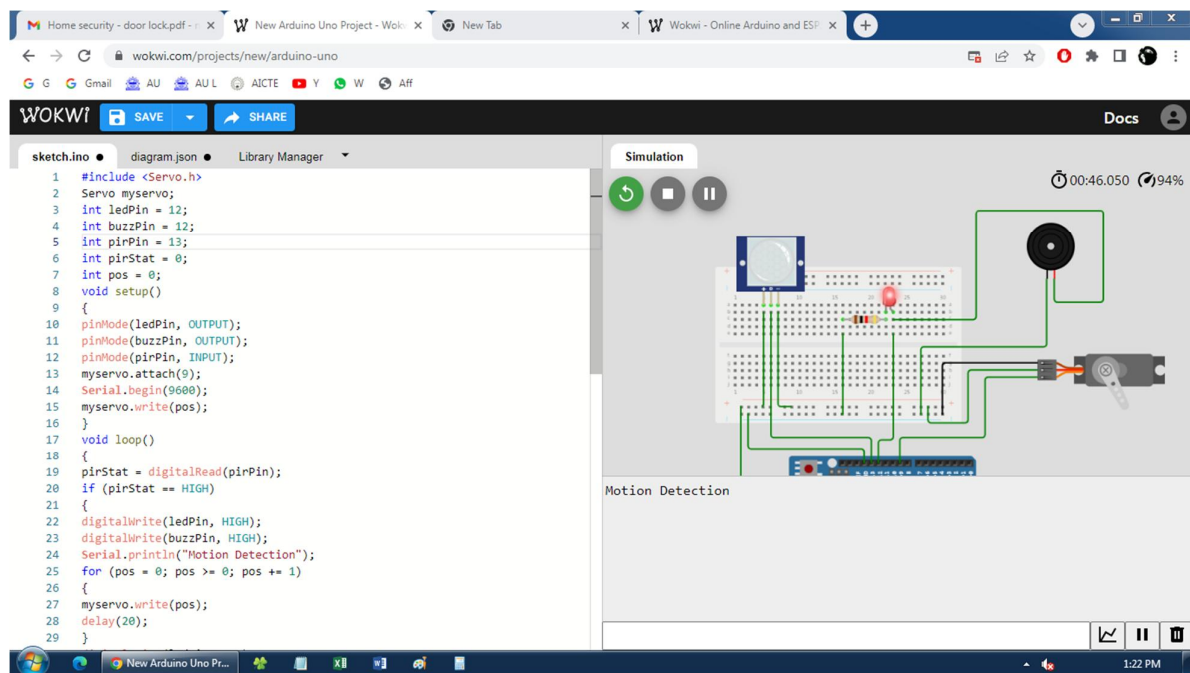 Home security - door lock.pdf -
New Arduino Uno Project - Wok
New Tab
Wokwi - Online Arduino and ESP
wokwi.com/projects/new/arduino-uno
G Gmail AU AU L AICTE Y W Aff
WOKWI SAVE SHARE Docs
sketch.ino diagram.json Library Manager
1 #include <Servo.h>
2 Servo myservo;
3 int ledPin = 12;
4 int buzzPin = 12;
5 int pirPin = 13;
6 int pirStat = 0;
7 int pos = 0;
8 void setup()
9 {
10 pinMode(ledPin, OUTPUT);
11 pinMode(buzzPin, OUTPUT);
12 pinMode(pirPin, INPUT);
13 myservo.attach(9);
14 Serial.begin(9600);
15 myservo.write(pos);
16 }
17 void loop()
18 {
19 pirStat = digitalRead(pirPin);
20 if (pirStat == HIGH)
21 {
22 digitalWrite(ledPin, HIGH);
23 digitalWrite(buzzPin, HIGH);
24 Serial.println("Motion Detection");
25 for (pos = 0; pos >= 0; pos += 1)
26 {
27 myservo.write(pos);
28 delay(20);
29 }
Simulation
00:46.050 94%
Motion Detection
New Arduino Uno Pr...
1:22 PM